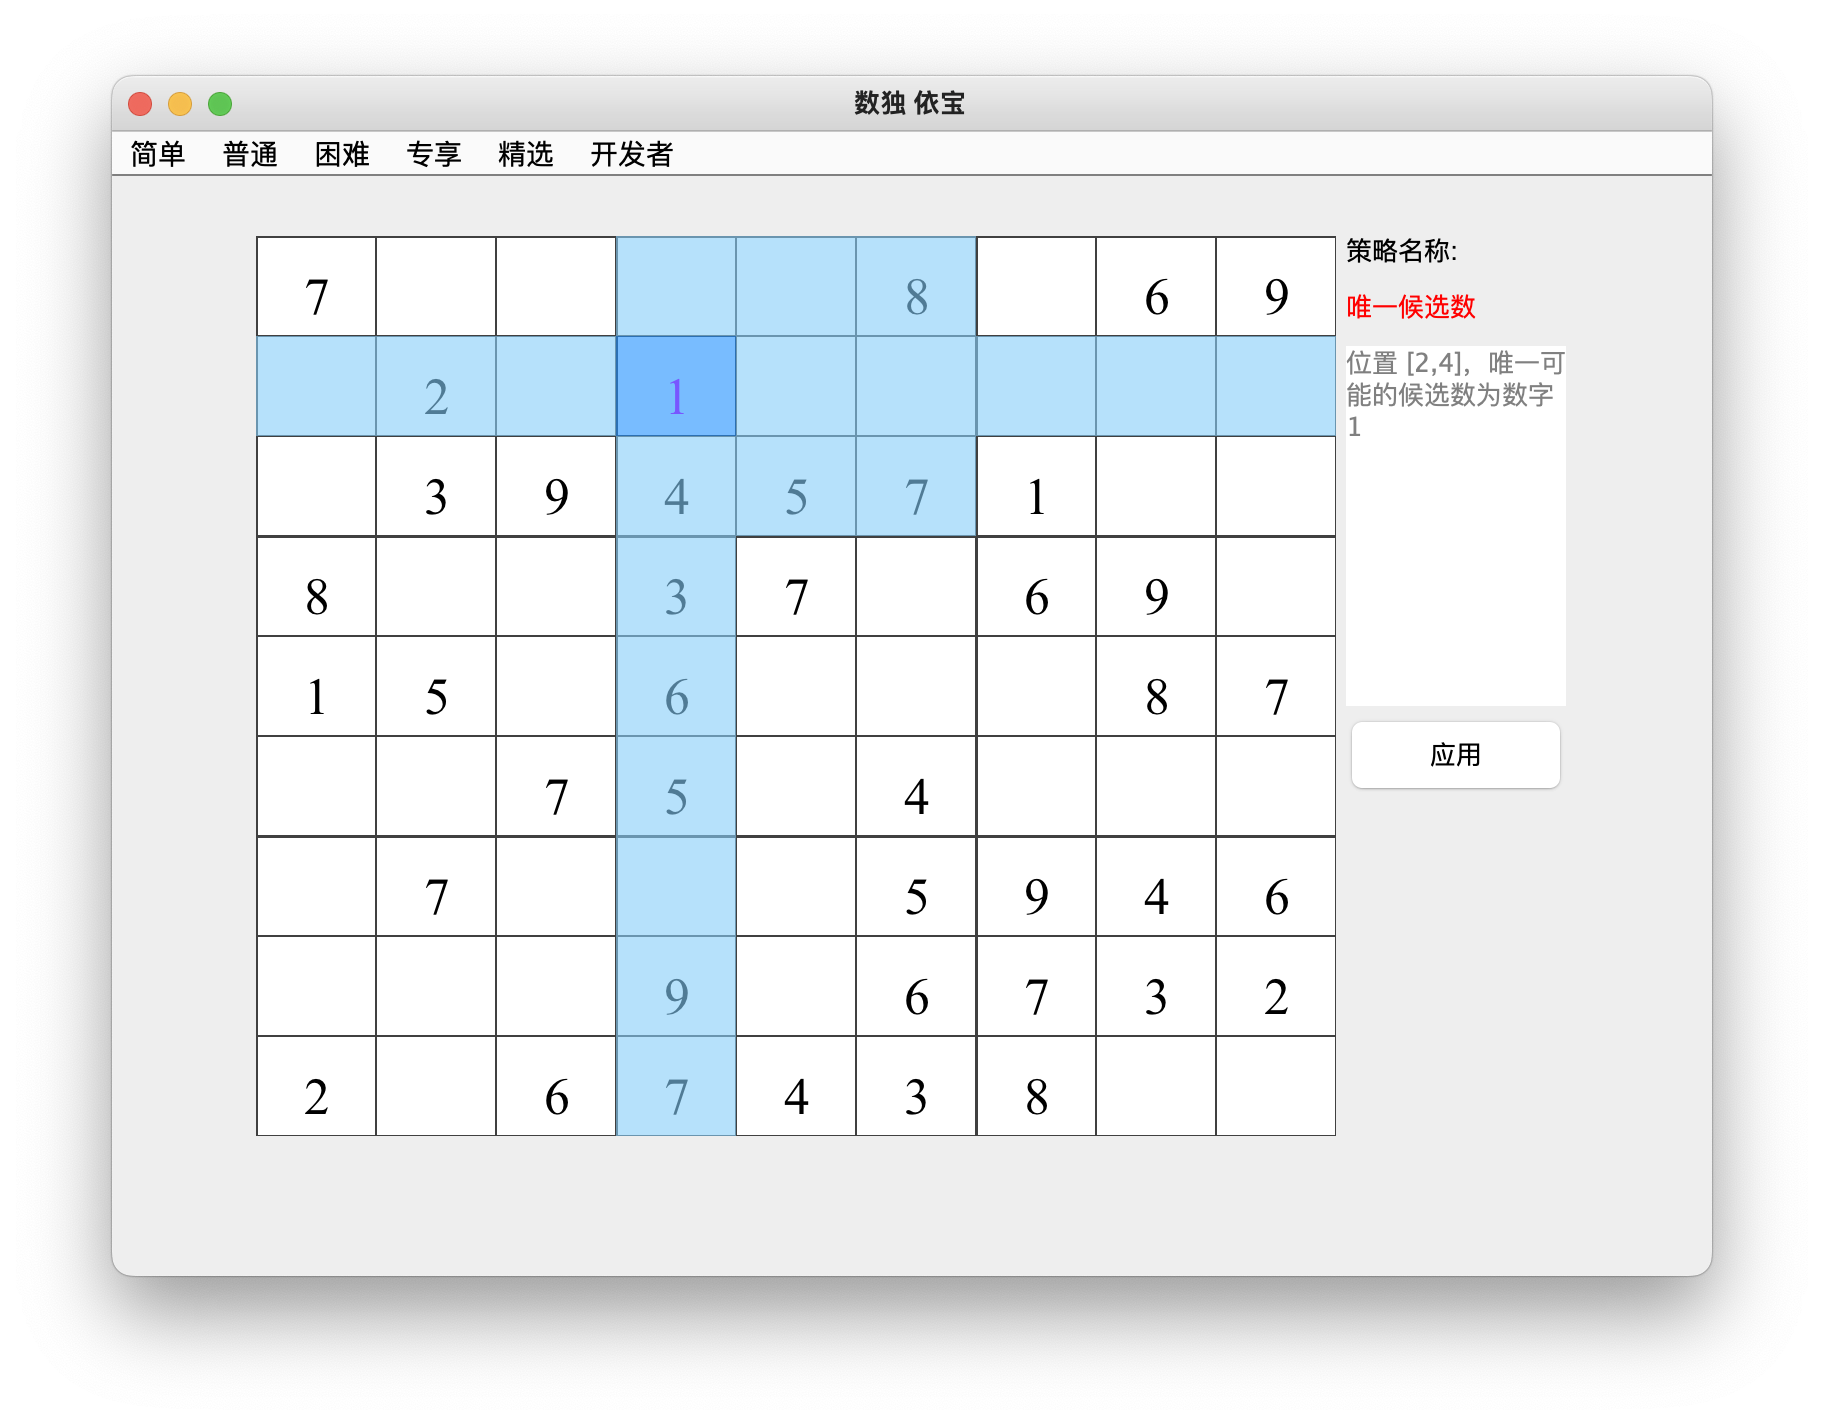 数独 依宝
简单 普通 困难 专享 精选 开发者
7 8 6 9
2 1
3 9 4 5 7 1
8 3 7 6 9
1 5 6 8 7
7 5 4
7 5 9 4 6
9 6 7 3 2
2 6 7 4 3 8
策略名称:
唯一候选数
位置 [2,4]，唯一可
能的候选数为数字
1
应用